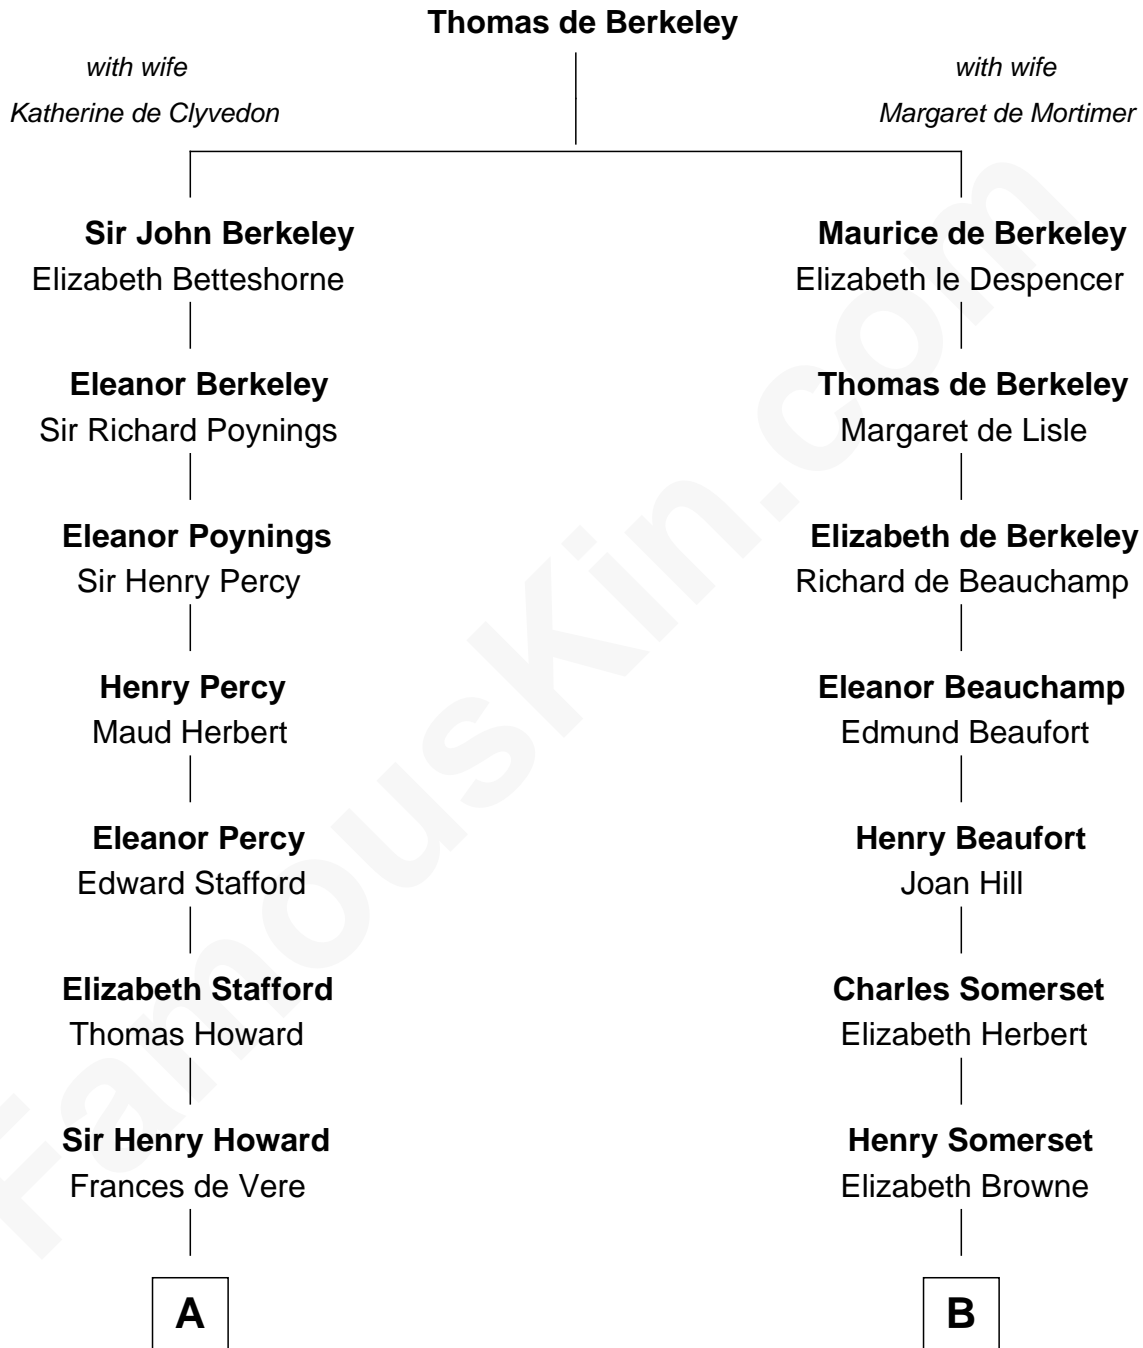 Thomas de Berkeley
with wife
Katherine de Clyvedon
with wife
Margaret de Mortimer
Sir John Berkeley
Elizabeth Betteshorne
Maurice de Berkeley
Elizabeth le Despencer
Eleanor Berkeley
Sir Richard Poynings
Thomas de Berkeley
Margaret de Lisle
Eleanor Poynings
Sir Henry Percy
Elizabeth de Berkeley
Richard de Beauchamp
Henry Percy
Maud Herbert
Eleanor Beauchamp
Edmund Beaufort
Eleanor Percy
Edward Stafford
Henry Beaufort
Joan Hill
Elizabeth Stafford
Thomas Howard
Charles Somerset
Elizabeth Herbert
Sir Henry Howard
Frances de Vere
Henry Somerset
Elizabeth Browne
A
B
FamousKin.com